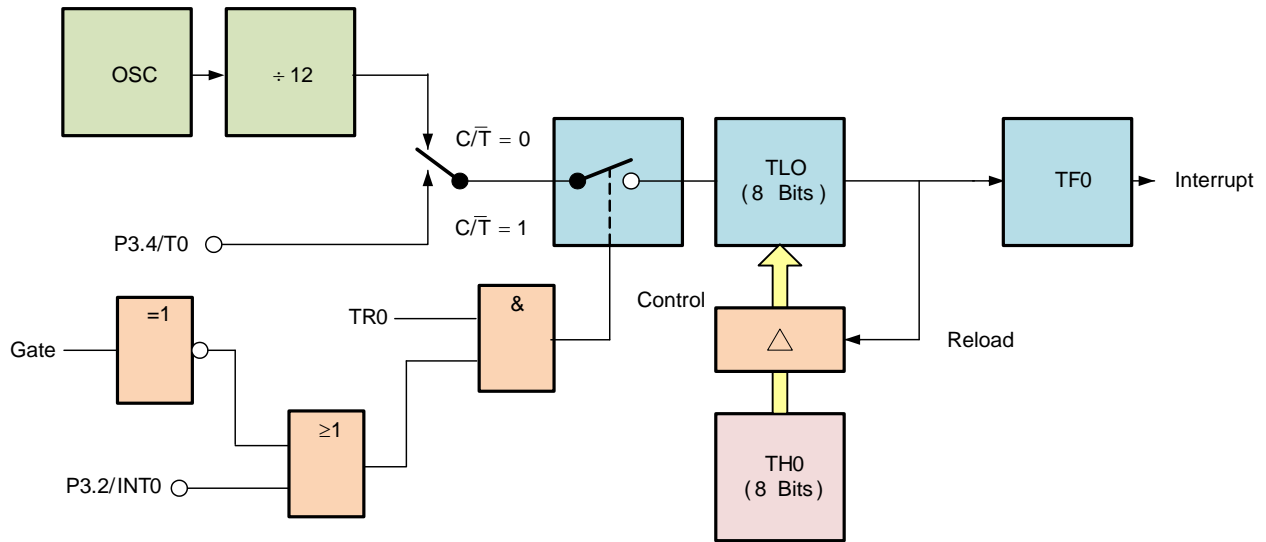 OSC
÷ 12
C/T̅ = 0
TLO
( 8 Bits )
TF0
Interrupt
C/T̅ = 1
P3.4/T0
Control
=1
TR0
&
Gate
△
Reload
≥1
P3.2/INT0
TH0
( 8 Bits )